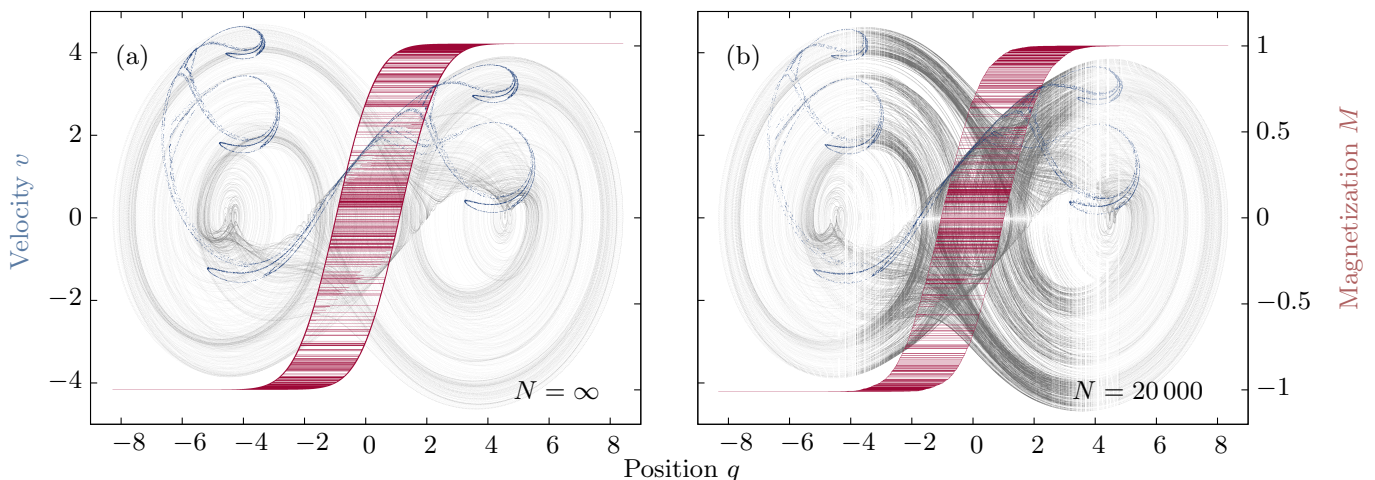 (a)
(b)
4
2
0
−2
−4
1
0.5
0
−0.5
−1
Velocity v
Magnetization M
N = ∞
N = 20 000
−8 −6 −4 −2 0 2 4 6 8
−8 −6 −4 −2 0 2 4 6 8
Position q